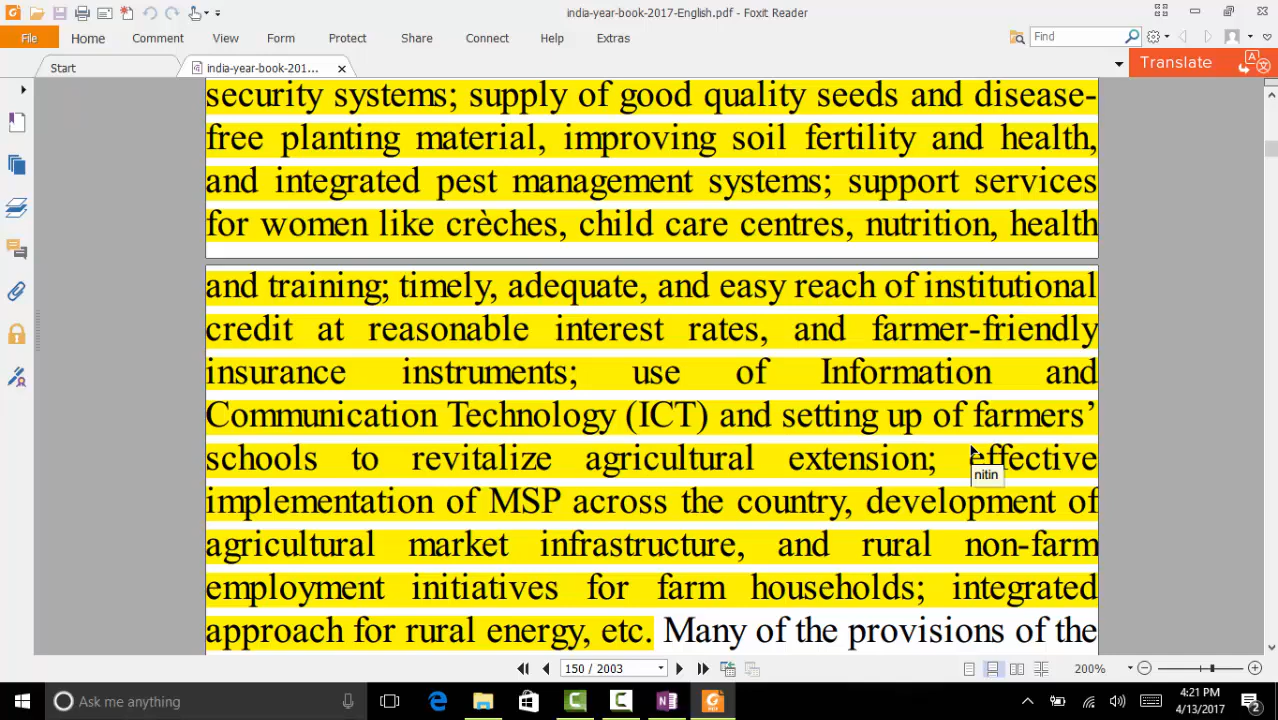 india-year-book-2017-English.pdf - Foxit Reader
File Home Comment View Form Protect Share Connect Help Extras Find
Start india-year-book-201... Translate
security systems; supply of good quality seeds and disease-
free planting material, improving soil fertility and health,
and integrated pest management systems; support services
for women like crèches, child care centres, nutrition, health
and training; timely, adequate, and easy reach of institutional
credit at reasonable interest rates, and farmer-friendly
insurance instruments; use of Information and
Communication Technology (ICT) and setting up of farmers’
schools to revitalize agricultural extension; effective
nitin
implementation of MSP across the country, development of
agricultural market infrastructure, and rural non-farm
employment initiatives for farm households; integrated
approach for rural energy, etc. Many of the provisions of the
150 / 2003 200%
Ask me anything 4:21 PM
4/13/2017 2